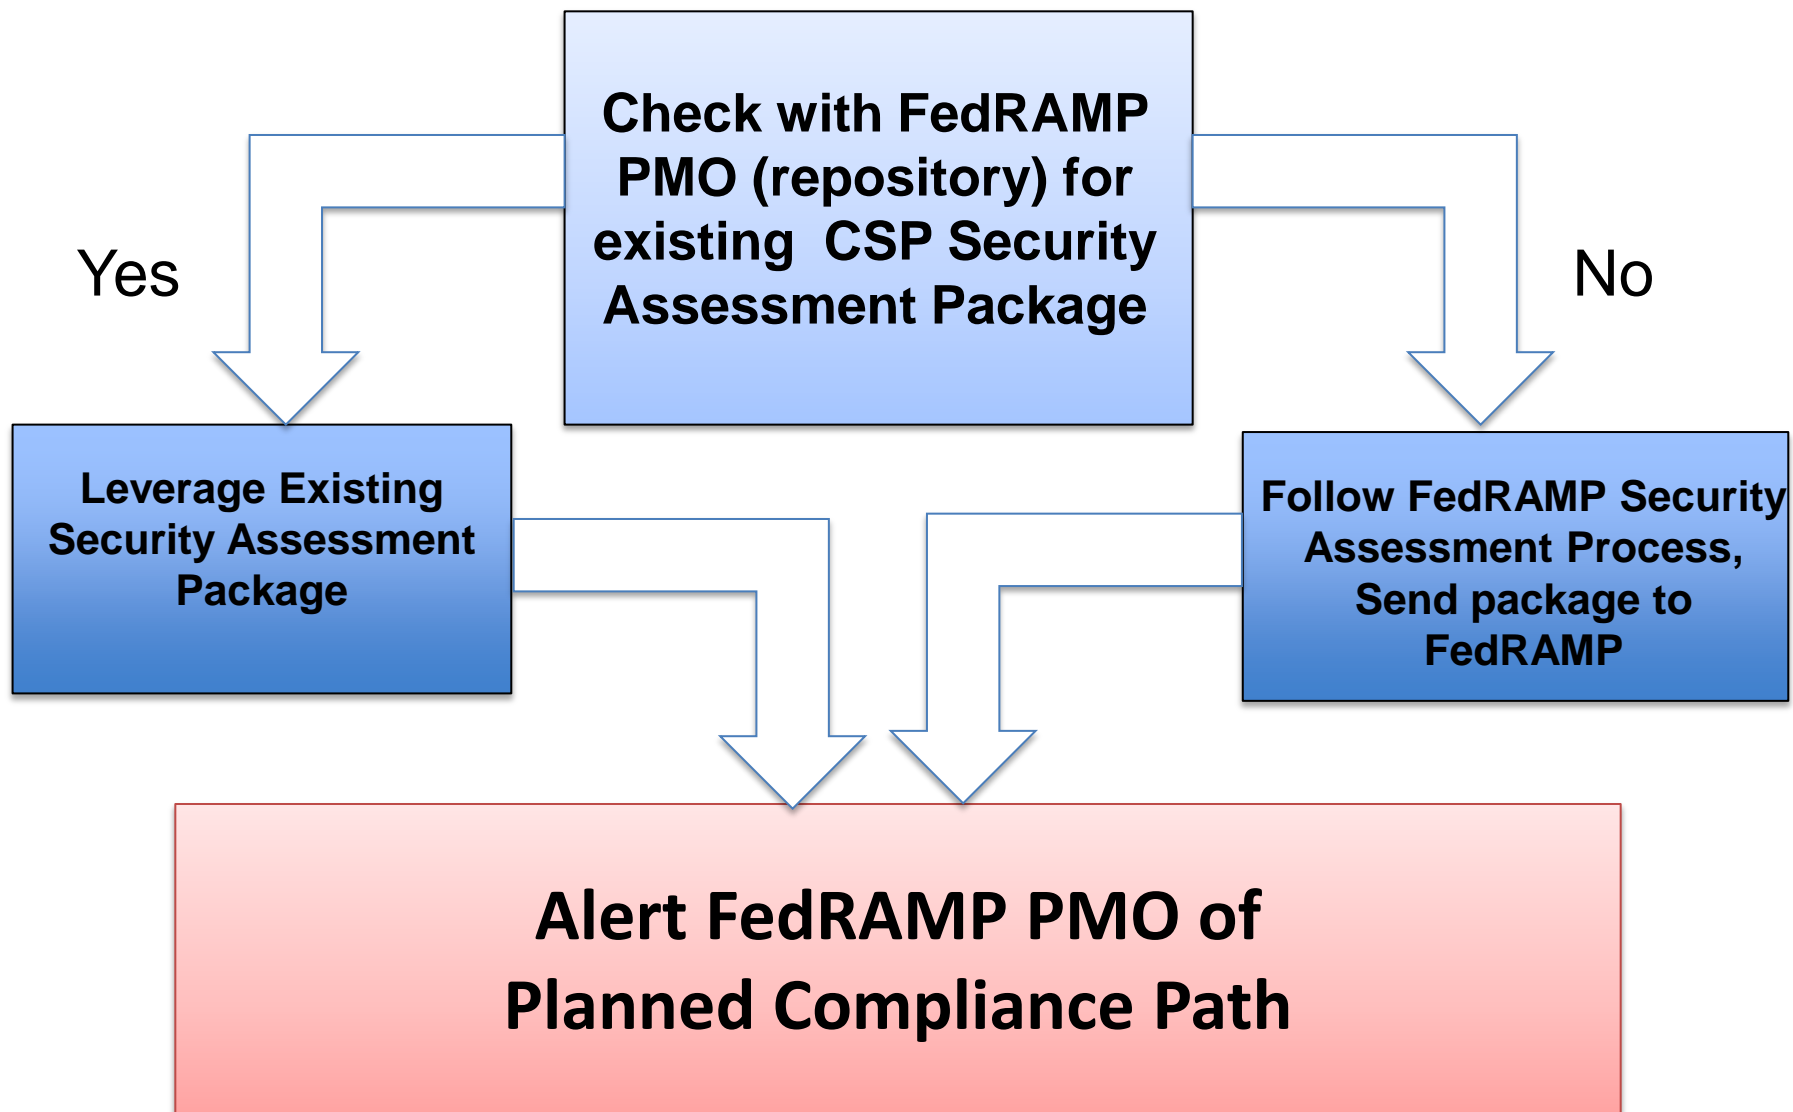 Check with FedRAMP
PMO (repository) for
existing  CSP Security
Assessment Package
Yes
No
Leverage Existing
Security Assessment
Package
Follow FedRAMP Security
Assessment Process,
Send package to
FedRAMP
Alert FedRAMP PMO of
Planned Compliance Path